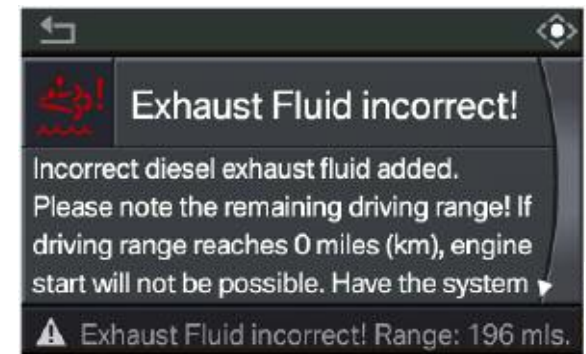 Exhaust Fluid incorrect!
Incorrect diesel exhaust fluid added.
Please note the remaining driving range! If
driving range reaches 0 miles (km), engine
start will not be possible. Have the system
Exhaust Fluid incorrect! Range: 196 mls.